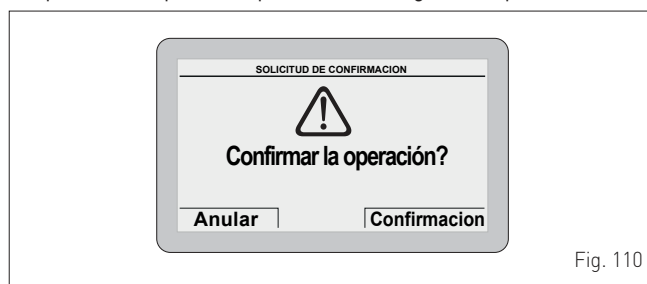 SOLICITUD DE CONFIRMACION
Confirmar la operación?
Anular
Confirmacion
Fig. 110